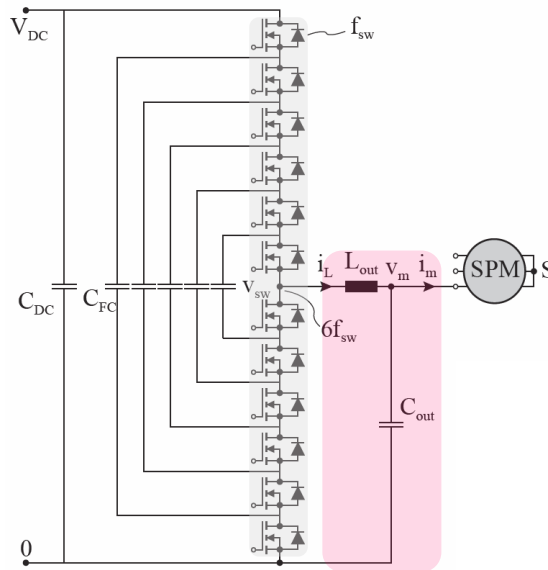 V_DC
f_sw
C_DC
C_FC
v_sw
i_L
L_out
v_m
i_m
SPM
S
6f_sw
C_out
0